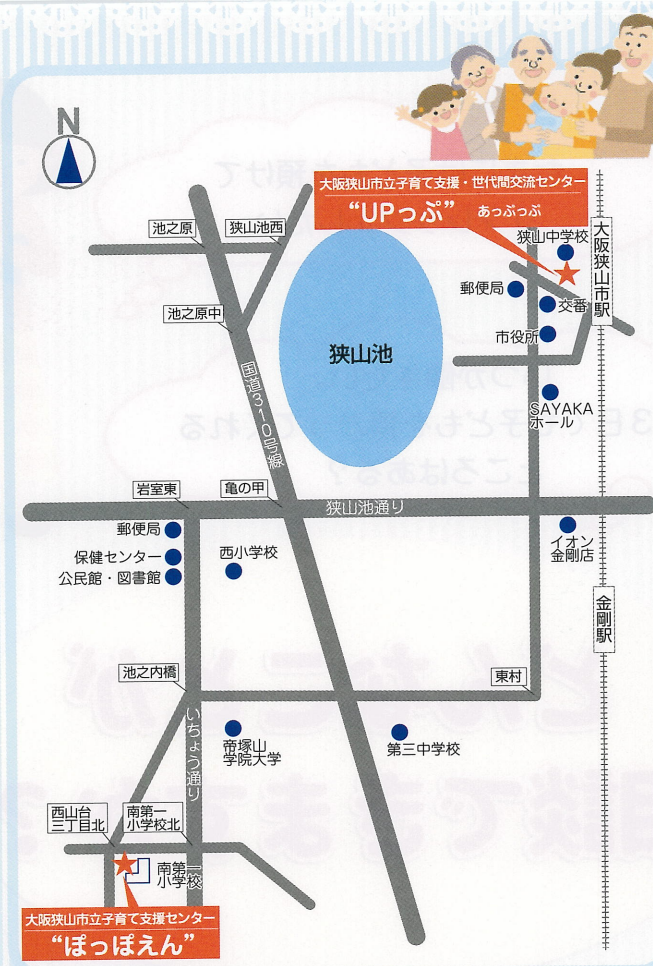 N
大阪狭山市立子育て支援・世代間交流センター
“UPっぷ” あっぷっぷ
池之原
狭山池西
狭山中学校
大阪狭山市駅
郵便局
交番
池之原中
市役所
狭山池
国道310号線
SAYAKA
ホール
岩室東
亀の甲
狭山池通り
郵便局
保健センター
公民館・図書館
西小学校
イオン
金剛店
金剛駅
池之内橋
東村
いちょう通り
帝塚山
学院大学
第三中学校
西山台
三丁目北
南第一
小学校北
南第一
小学校
大阪狭山市立子育て支援センター
“ぽっぽえん”